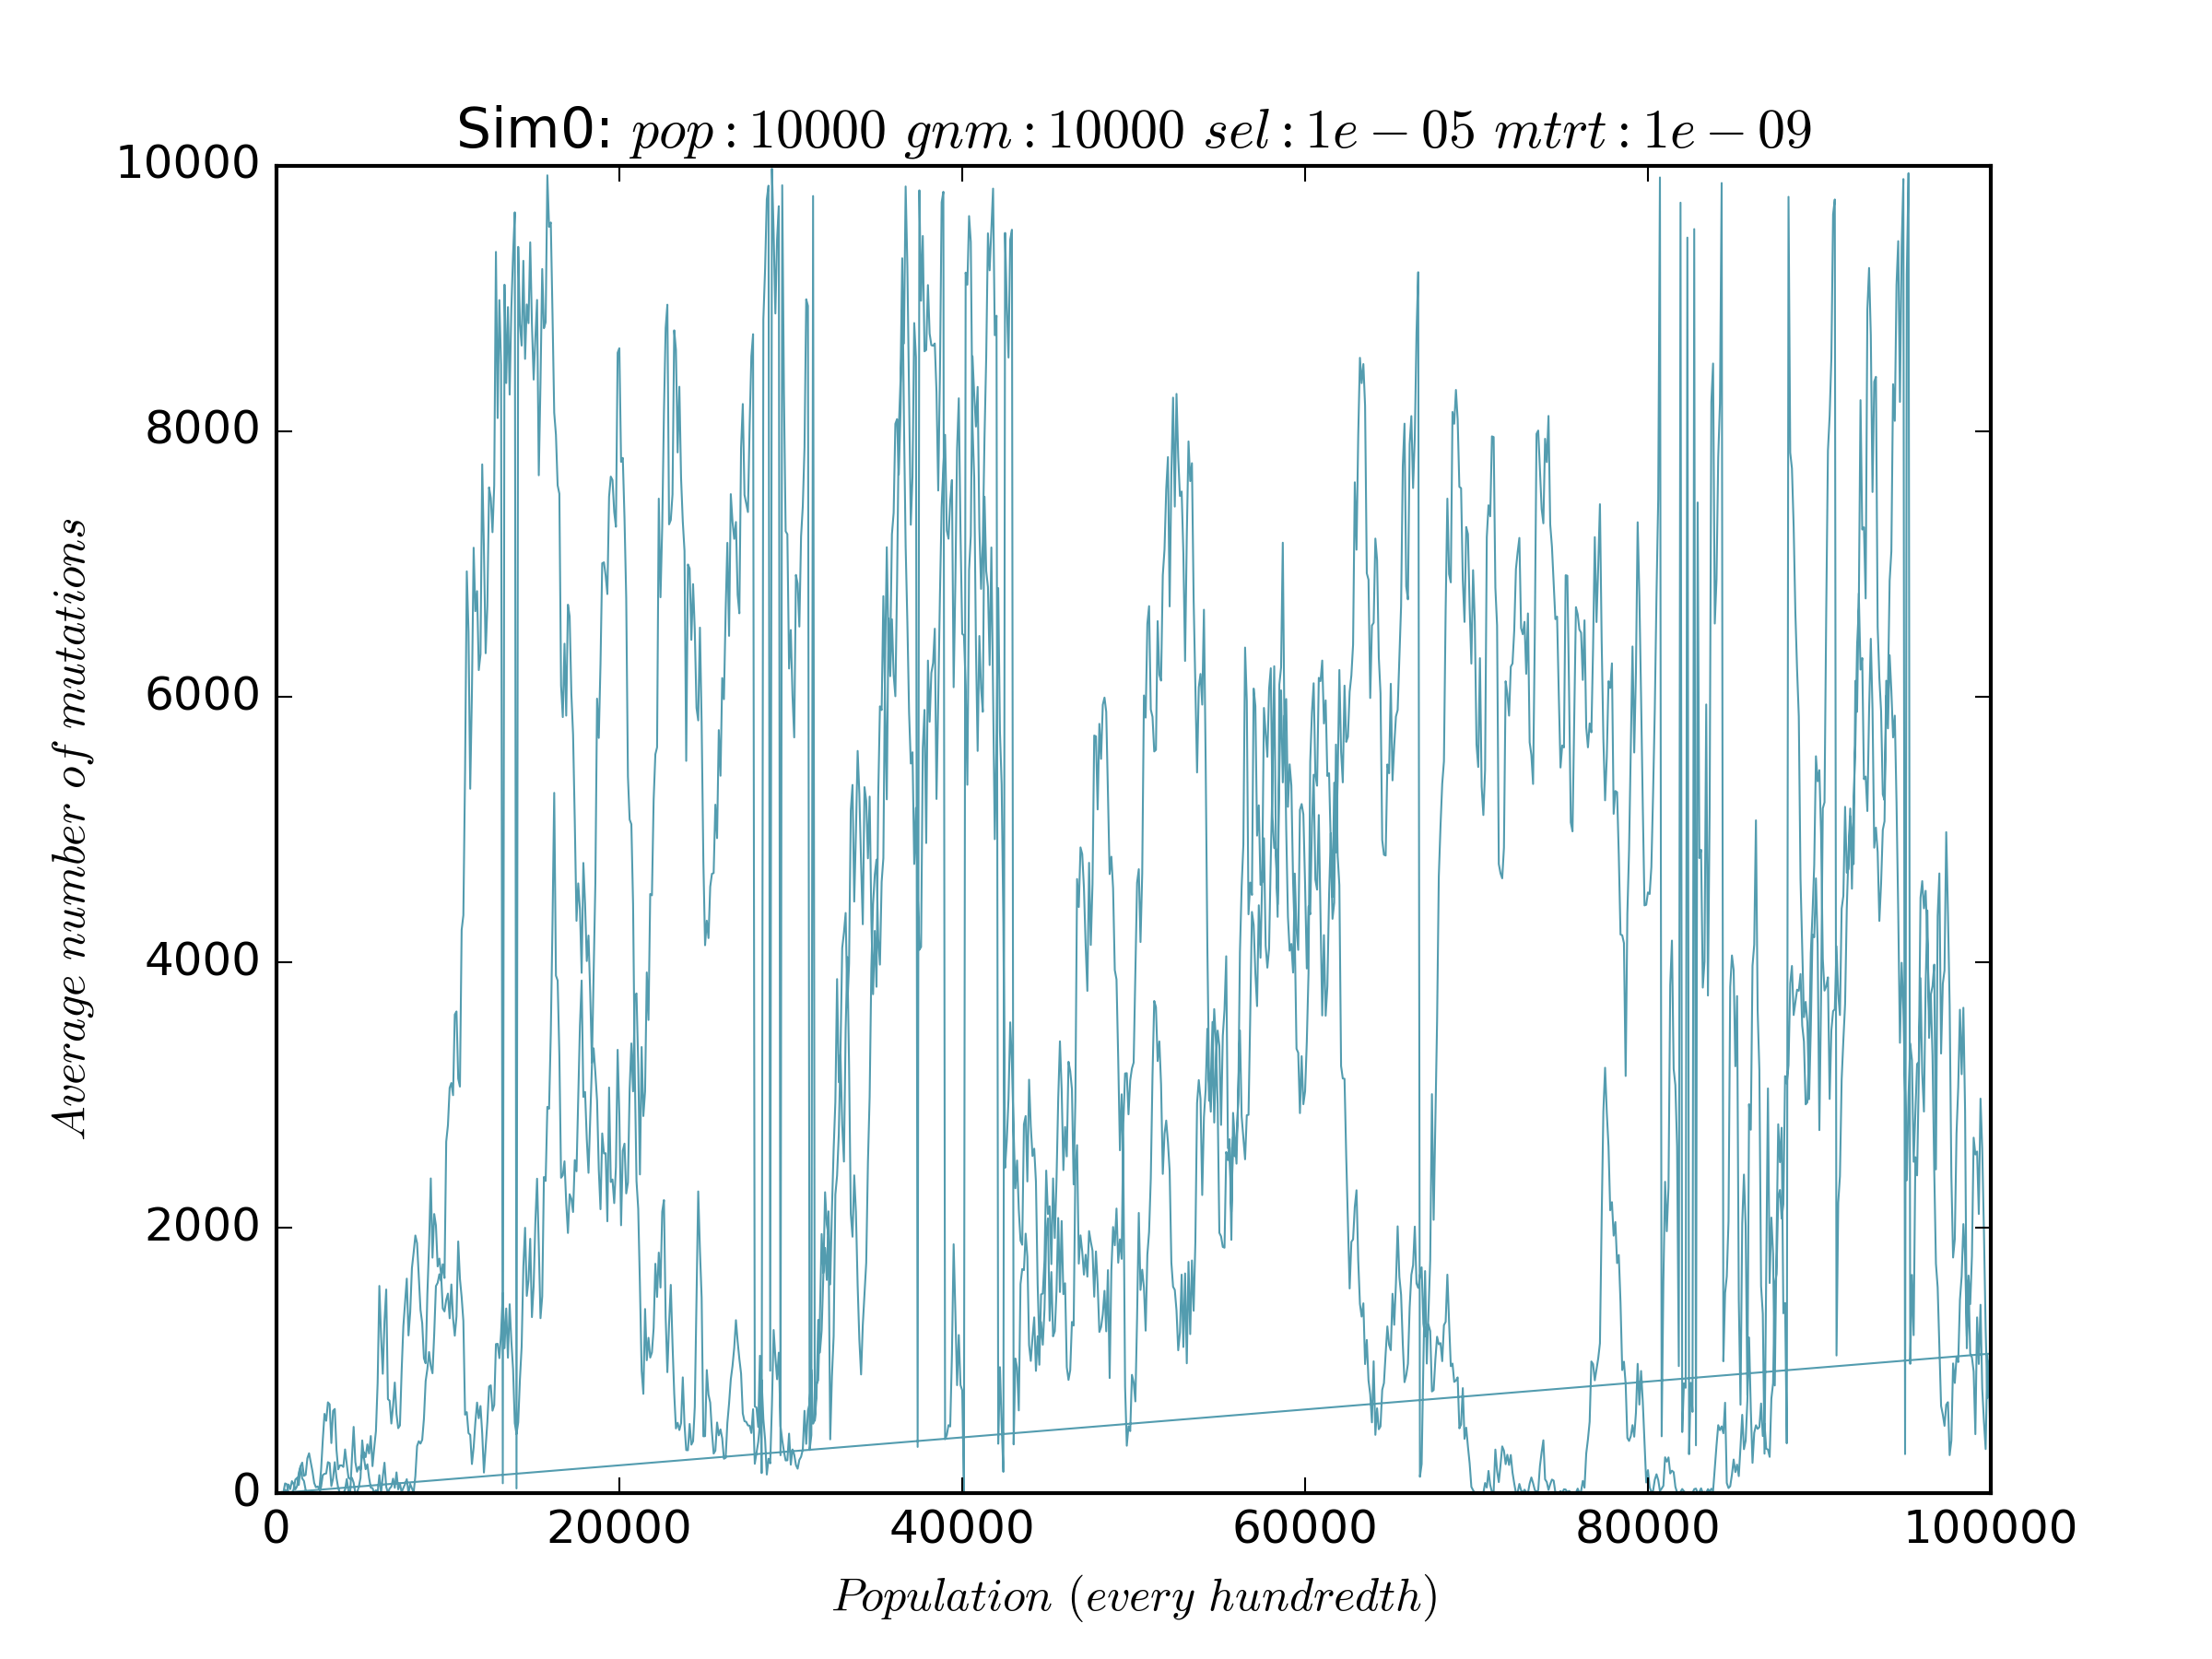 Sim0: pop : 10000 gnm : 10000 sel : 1e − 05 mtrt : 1e − 09
10000
8000
6000
4000
2000
0
Average number of mutations
0 20000 40000 60000 80000 100000
Population (every hundredth)